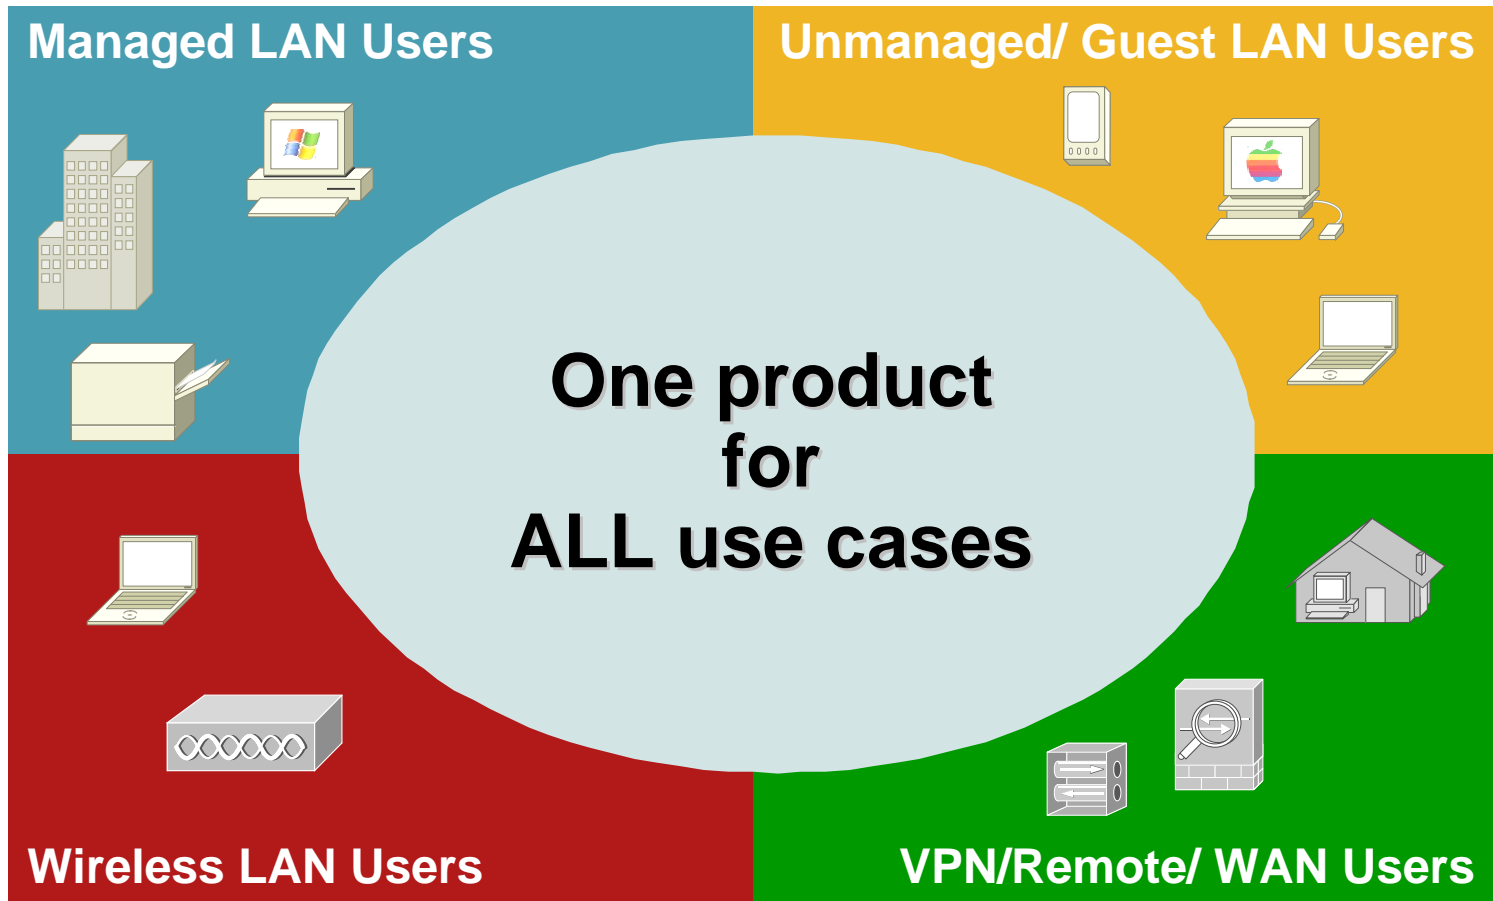 Managed LAN Users
Unmanaged/ Guest LAN Users
One product
for
ALL use cases
Wireless LAN Users
VPN/Remote/ WAN Users